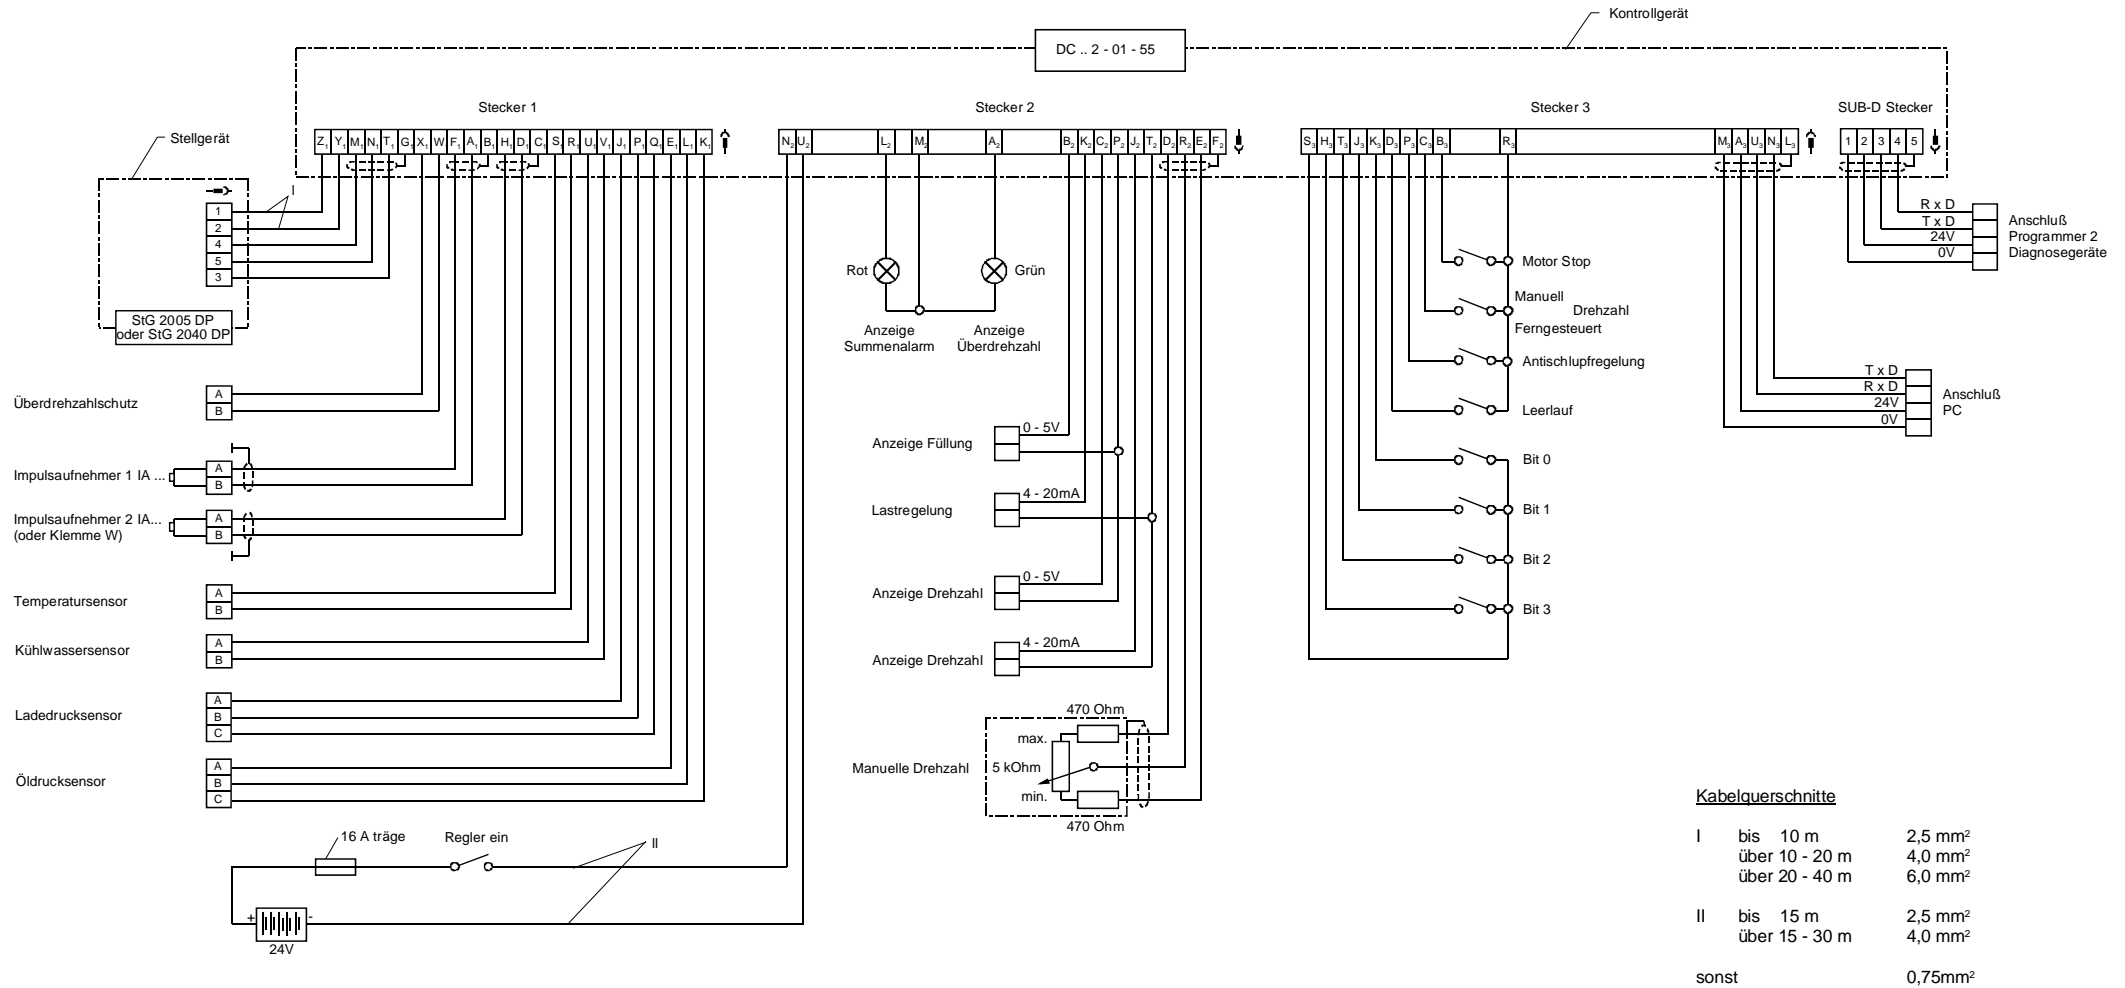 Kontrollgerät
DC .. 2 - 01 - 55
Stecker 1
Stecker 2
Stecker 3
SUB-D Stecker
Stellgerät
Z₁ Y₁ M₁ N₁ T₁ G₁ X₁ W₁ F₁ A₁ B₁ H₁ D₁ C₁ S₁ R₁ U₁ V₁ J₁ P₁ Q₁ E₁ L₁ K₁
N₂ U₂ L₂ M₂ A₂ B₂ K₂ C₂ P₂ J₂ T₂ D₂ R₂ E₂ F₂
S₃ H₃ T₃ J₃ K₃ D₃ P₃ C₃ B₃ R₃ M₃ A₃ U₃ N₃ L₃
1 2 3 4 5
I
1
2
4
5
3
StG 2005 DP
oder StG 2040 DP
R x D
T x D
24V
0V
Anschluß
Programmer 2
Diagnosegeräte
Rot
Grün
Anzeige
Summenalarm
Anzeige
Überdrehzahl
Motor Stop
Manuell
Drehzahl
Ferngesteuert
Antischlupfregelung
Leerlauf
Bit 0
Bit 1
Bit 2
Bit 3
T x D
R x D
24V
0V
Anschluß
PC
Überdrehzahlschutz
A
B
Impulsaufnehmer 1 IA ...
A
B
Impulsaufnehmer 2 IA...
(oder Klemme W)
A
B
Temperatursensor
A
B
Kühlwassersensor
A
B
Ladedrucksensor
A
B
C
Öldrucksensor
A
B
C
Anzeige Füllung
0 - 5V
Lastregelung
4 - 20mA
Anzeige Drehzahl
0 - 5V
Anzeige Drehzahl
4 - 20mA
470 Ohm
max.
Manuelle Drehzahl
5 kOhm
min.
470 Ohm
16 A träge
Regler ein
II
+
-
24V
Kabelquerschnitte
I bis 10 m 2,5 mm²
über 10 - 20 m 4,0 mm²
über 20 - 40 m 6,0 mm²
II bis 15 m 2,5 mm²
über 15 - 30 m 4,0 mm²
sonst 0,75mm²